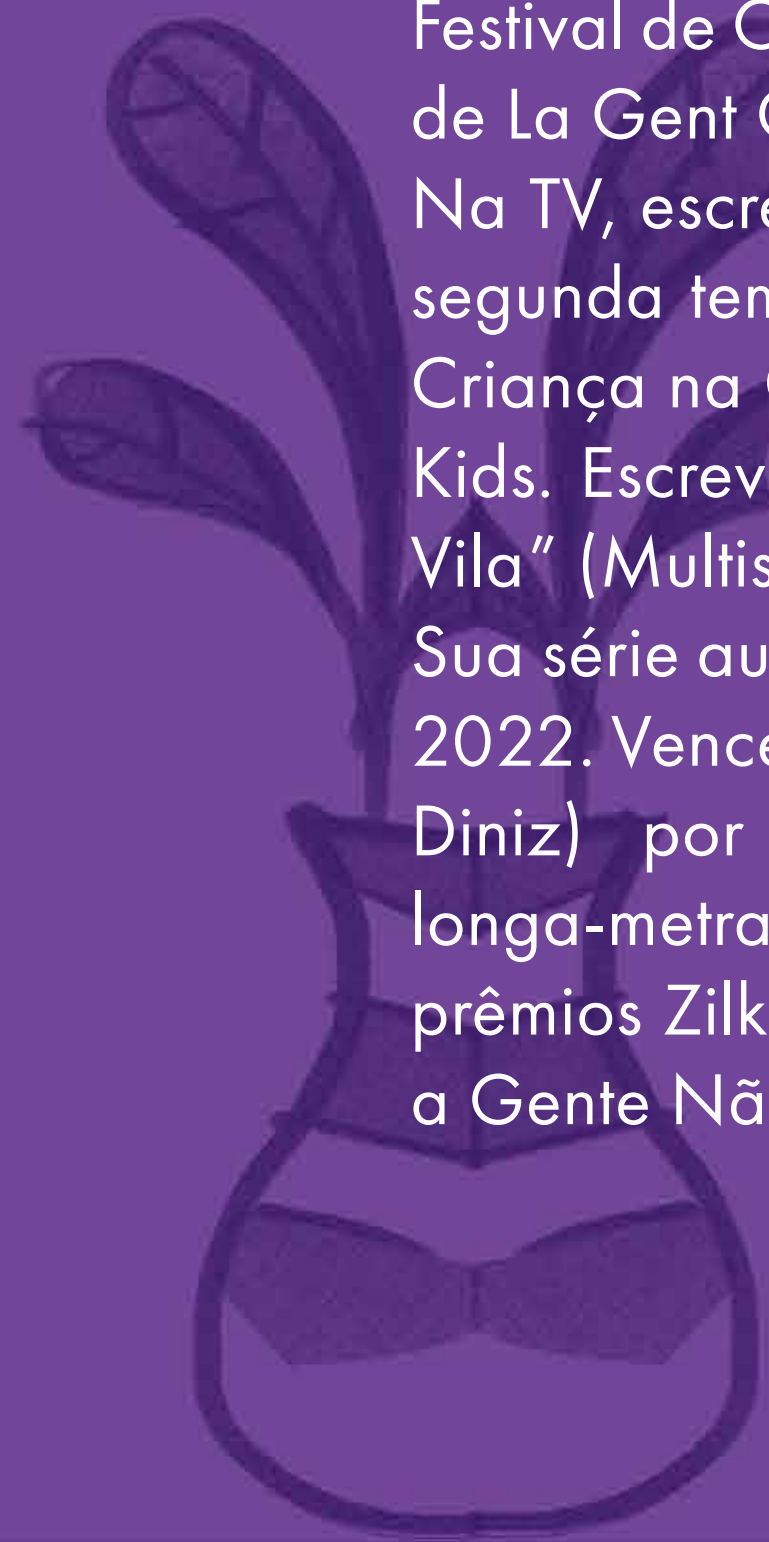 Festival de C
de La Gent
Na TV, escre
segunda ten
Criança na
Kids. Escrev
Vila” (Multis
Sua série au
2022. Vence
Diniz) por
longa-metra
prêmios Zilk
a Gente Nã